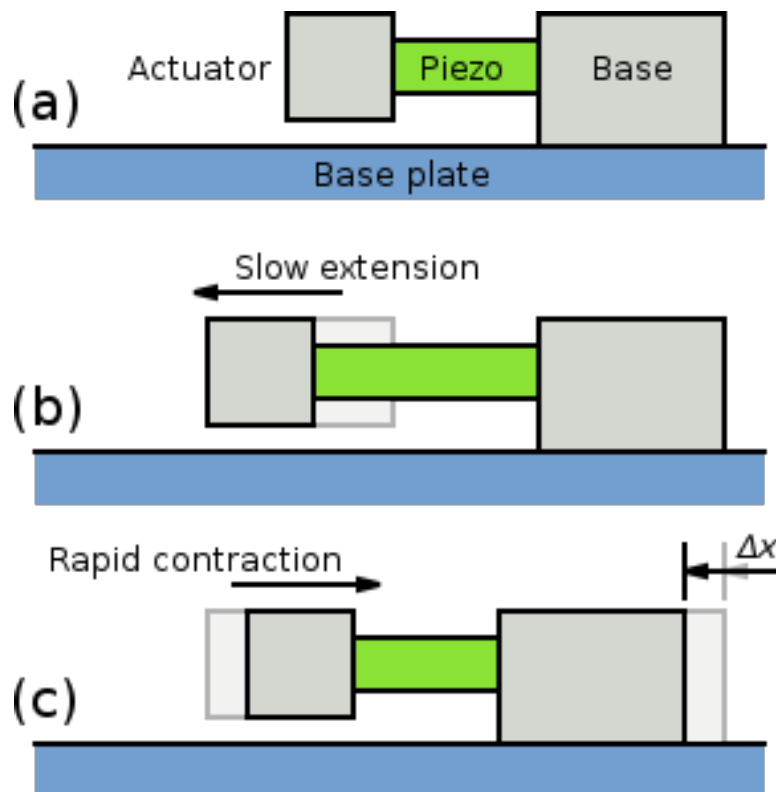 Actuator
Piezo
Base
(a)
Base plate
Slow extension
(b)
Rapid contraction
Δx
(c)